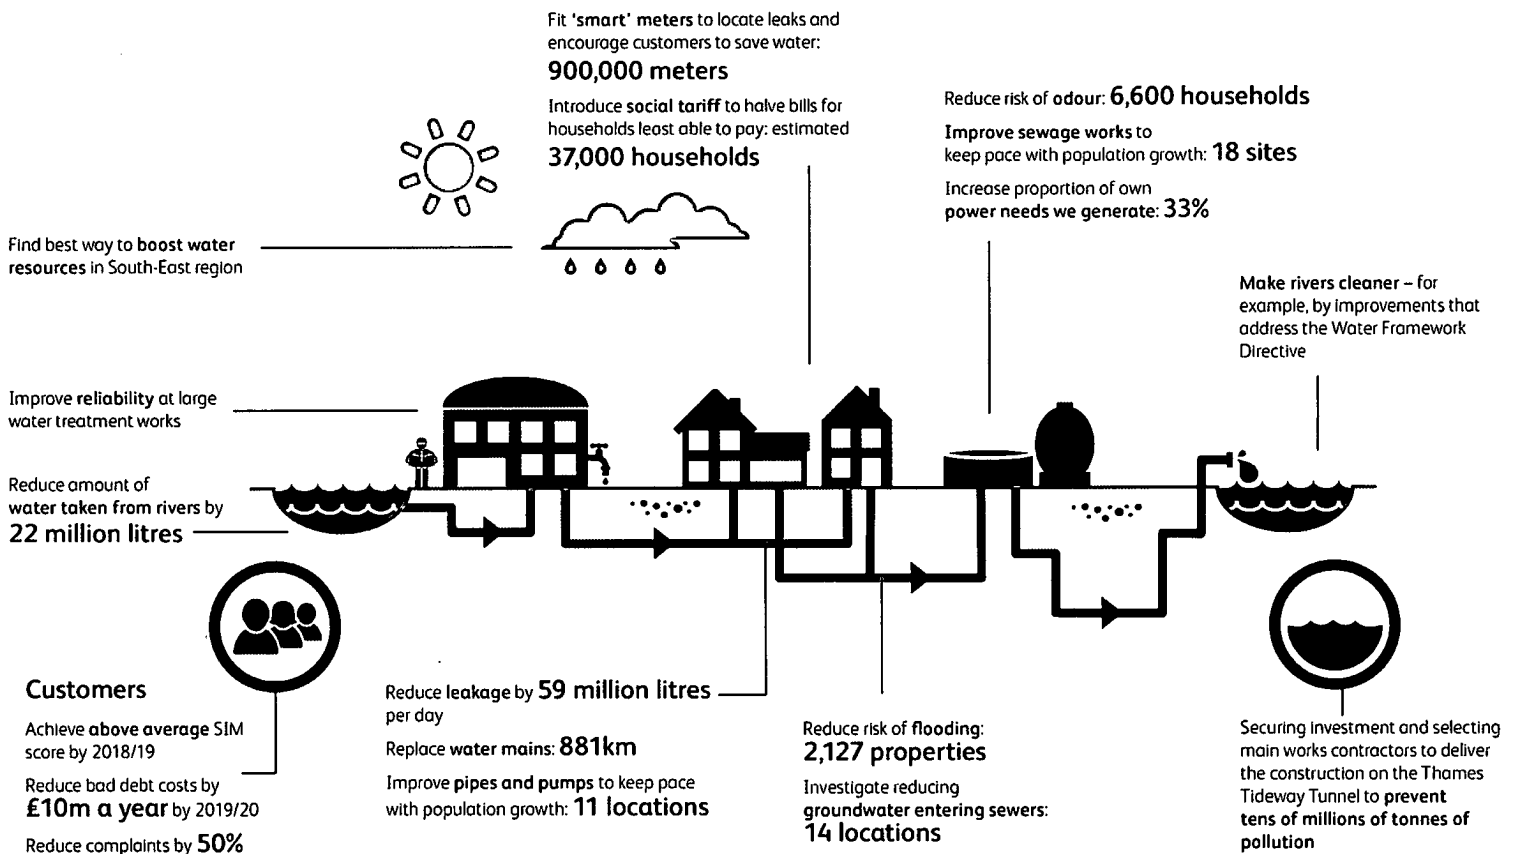 Fit 'smart' meters to locate leaks and
encourage customers to save water:
900,000 meters
Introduce social tariff to halve bills for
households least able to pay: estimated
37,000 households
Reduce risk of odour: 6,600 households
Improve sewage works to
keep pace with population growth: 18 sites
Increase proportion of own
power needs we generate: 33%
Find best way to boost water
resources in South-East region
Make rivers cleaner – for
example, by improvements that
address the Water Framework
Directive
Improve reliability at large
water treatment works
Reduce amount of
water taken from rivers by
22 million litres
Customers
Achieve above average SIM
score by 2018/19
Reduce bad debt costs by
£10m a year by 2019/20
Reduce complaints by 50%
Reduce leakage by 59 million litres
per day
Replace water mains: 881km
Improve pipes and pumps to keep pace
with population growth: 11 locations
Reduce risk of flooding:
2,127 properties
Investigate reducing
groundwater entering sewers:
14 locations
Securing investment and selecting
main works contractors to deliver
the construction on the Thames
Tideway Tunnel to prevent
tens of millions of tonnes of
pollution